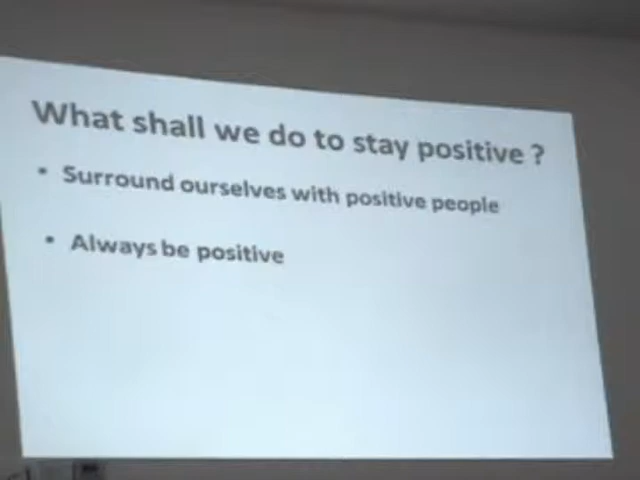 What shall we do to stay positive ?
• Surround ourselves with positive people
• Always be positive